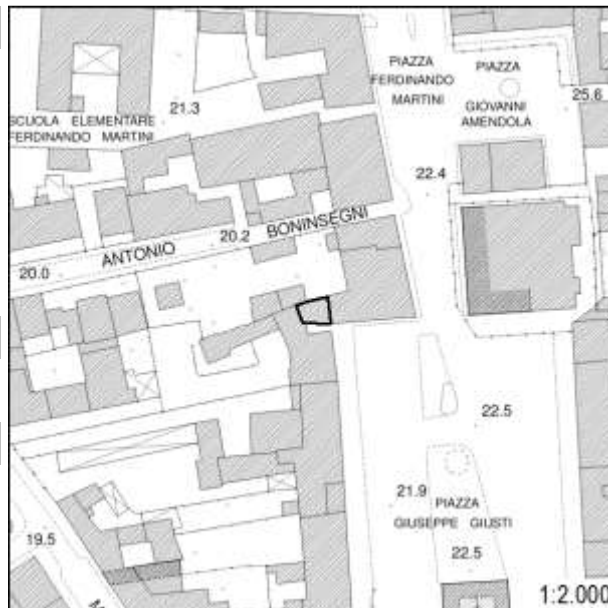 PIAZZA
FERDINANDO
MARTINI
PIAZZA
GIOVANNI
AMENDOLA
25.6
21.3
SCUOLA ELEMENTARE
FERDINANDO MARTINI
22.4
ANTONIO 20.2 BONINSEGNI
20.0
22.5
21.9
PIAZZA
GIUSEPPE GIUSTI
22.5
19.5
1:2.000